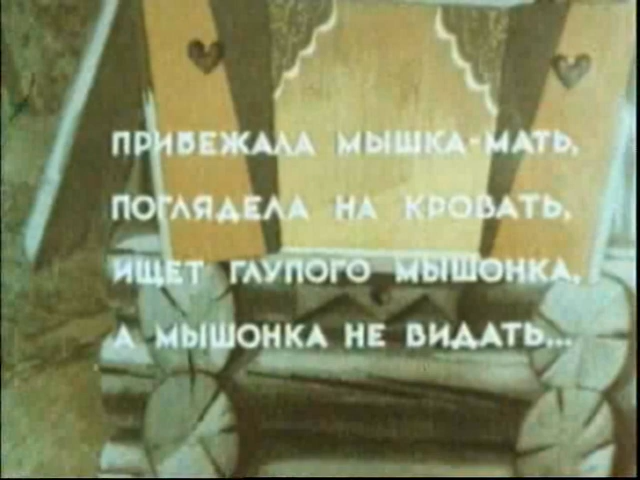 ПРИБЕЖАЛА МЫШКА-МАТЬ,
ПОГЛЯДЕЛА НА КРОВАТЬ,
ИЩЕТ ГЛУПОГО МЫШОНКА,
А МЫШОНКА НЕ ВИДАТЬ...